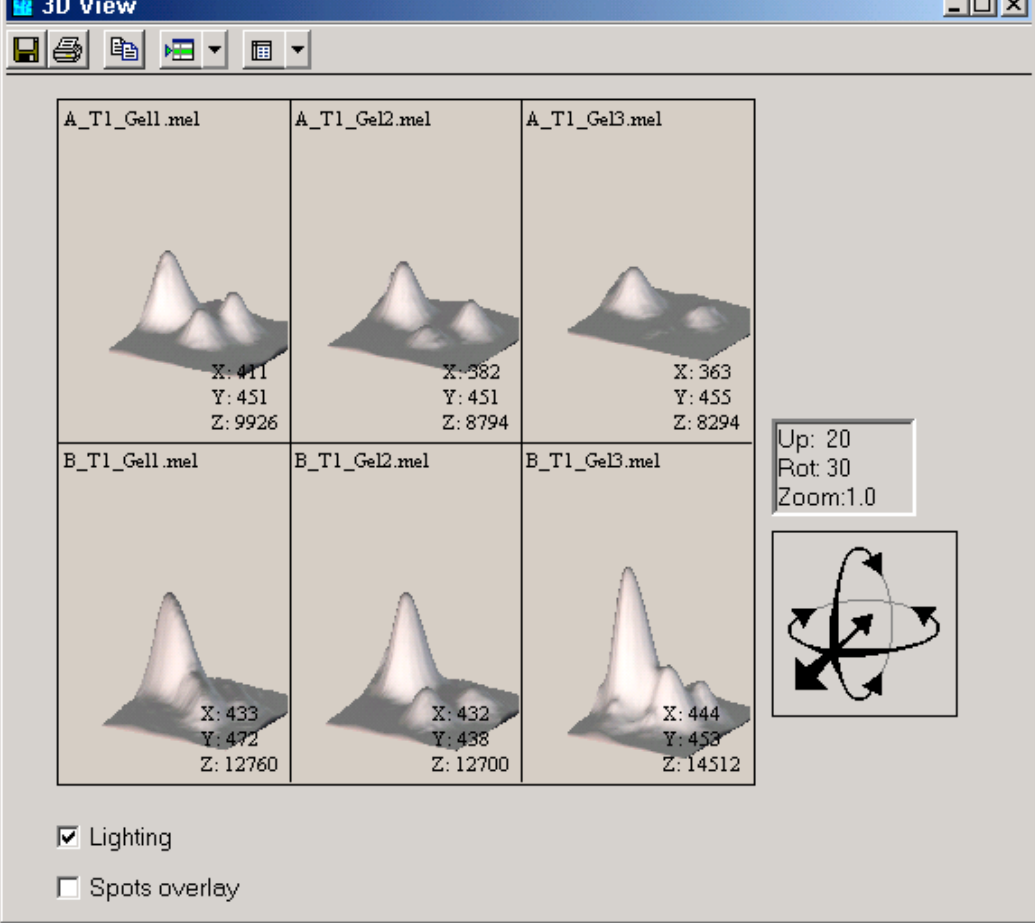 3D View
A_T1_Gel1.mel
A_T1_Gel2.mel
A_T1_Gel3.mel
X: 411
Y: 451
Z: 9926
X: 382
Y: 451
Z: 8794
X: 363
Y: 455
Z: 8294
B_T1_Gel1.mel
B_T1_Gel2.mel
B_T1_Gel3.mel
X: 433
Y: 472
Z: 12760
X: 432
Y: 438
Z: 12700
X: 444
Y: 453
Z: 14512
Up: 20
Rot: 30
Zoom:1.0
Lighting
Spots overlay